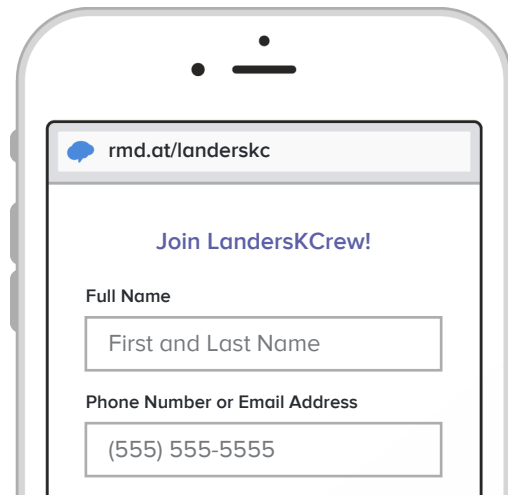 rmd.at/landerskc
Join LandersKCrew!
Full Name
First and Last Name
Phone Number or Email Address
(555) 555-5555